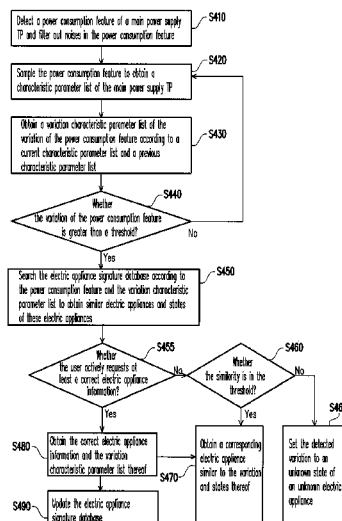 S410
Detect a power consumption feature of a main power supply
TP and filter out noises in the power consumption feature
S420
Sample the power consumption feature to obtain a
characteristic parameter list of the main power supply TP
S430
Obtain a variation characteristic parameter list of the
variation of the power consumption feature according to a
current characteristic parameter list and a previous
characteristic parameter list
S440
Whether
the variation of the power consumption feature
is greater than a threshold?
No
Yes
S450
Search the electric appliance signature database according to
the power consumption feature and the variation characteristic
parameter list to obtain similar electric appliances and states
of these electric appliances
S455
Whether
the user actively requests at
least a correct electric appliance
information?
No
Yes
S460
Whether
the similarity is in the
threshold?
No
Yes
S480
Obtain the correct electric appliance
information and the variation
characteristic parameter list thereof
S470
Obtain a corresponding
electric appliance
similar to the variation
and states thereof
S46
Set the detected
variation to an
unknown state of
an unknown electric
appliance
S490
Update the electric appliance
signature database